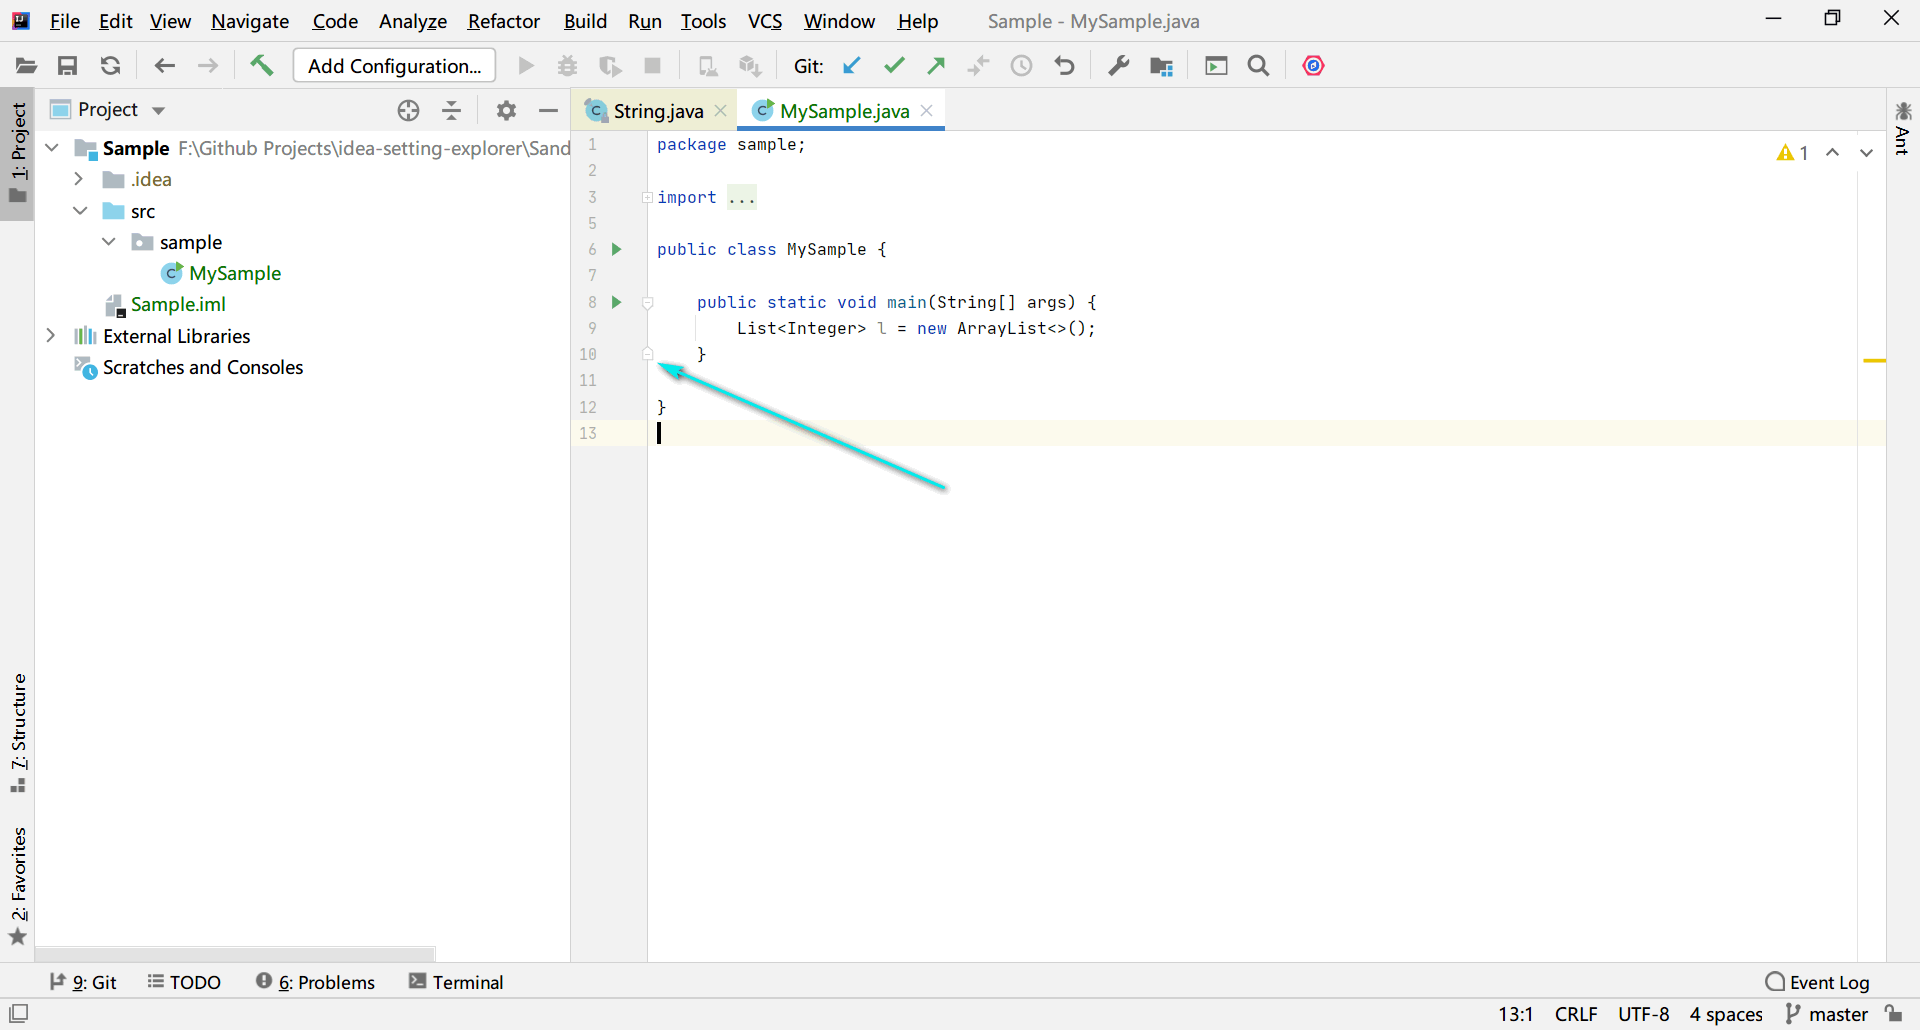 File Edit View Navigate Code Analyze Refactor Build Run Tools VCS Window Help Sample - MySample.java
Add Configuration... Git:
1: Project
Project
String.java
MySample.java
Ant
Sample F:\Github Projects\idea-setting-explorer\Sand
.idea
src
sample
MySample
Sample.iml
External Libraries
Scratches and Consoles
1 package sample;
2
3 import ...
5
6 public class MySample {
7
8 public static void main(String[] args) {
9 List<Integer> l = new ArrayList<>();
10 }
11
12 }
13
1
7: Structure
2: Favorites
9: Git TODO 6: Problems Terminal Event Log
13:1 CRLF UTF-8 4 spaces master